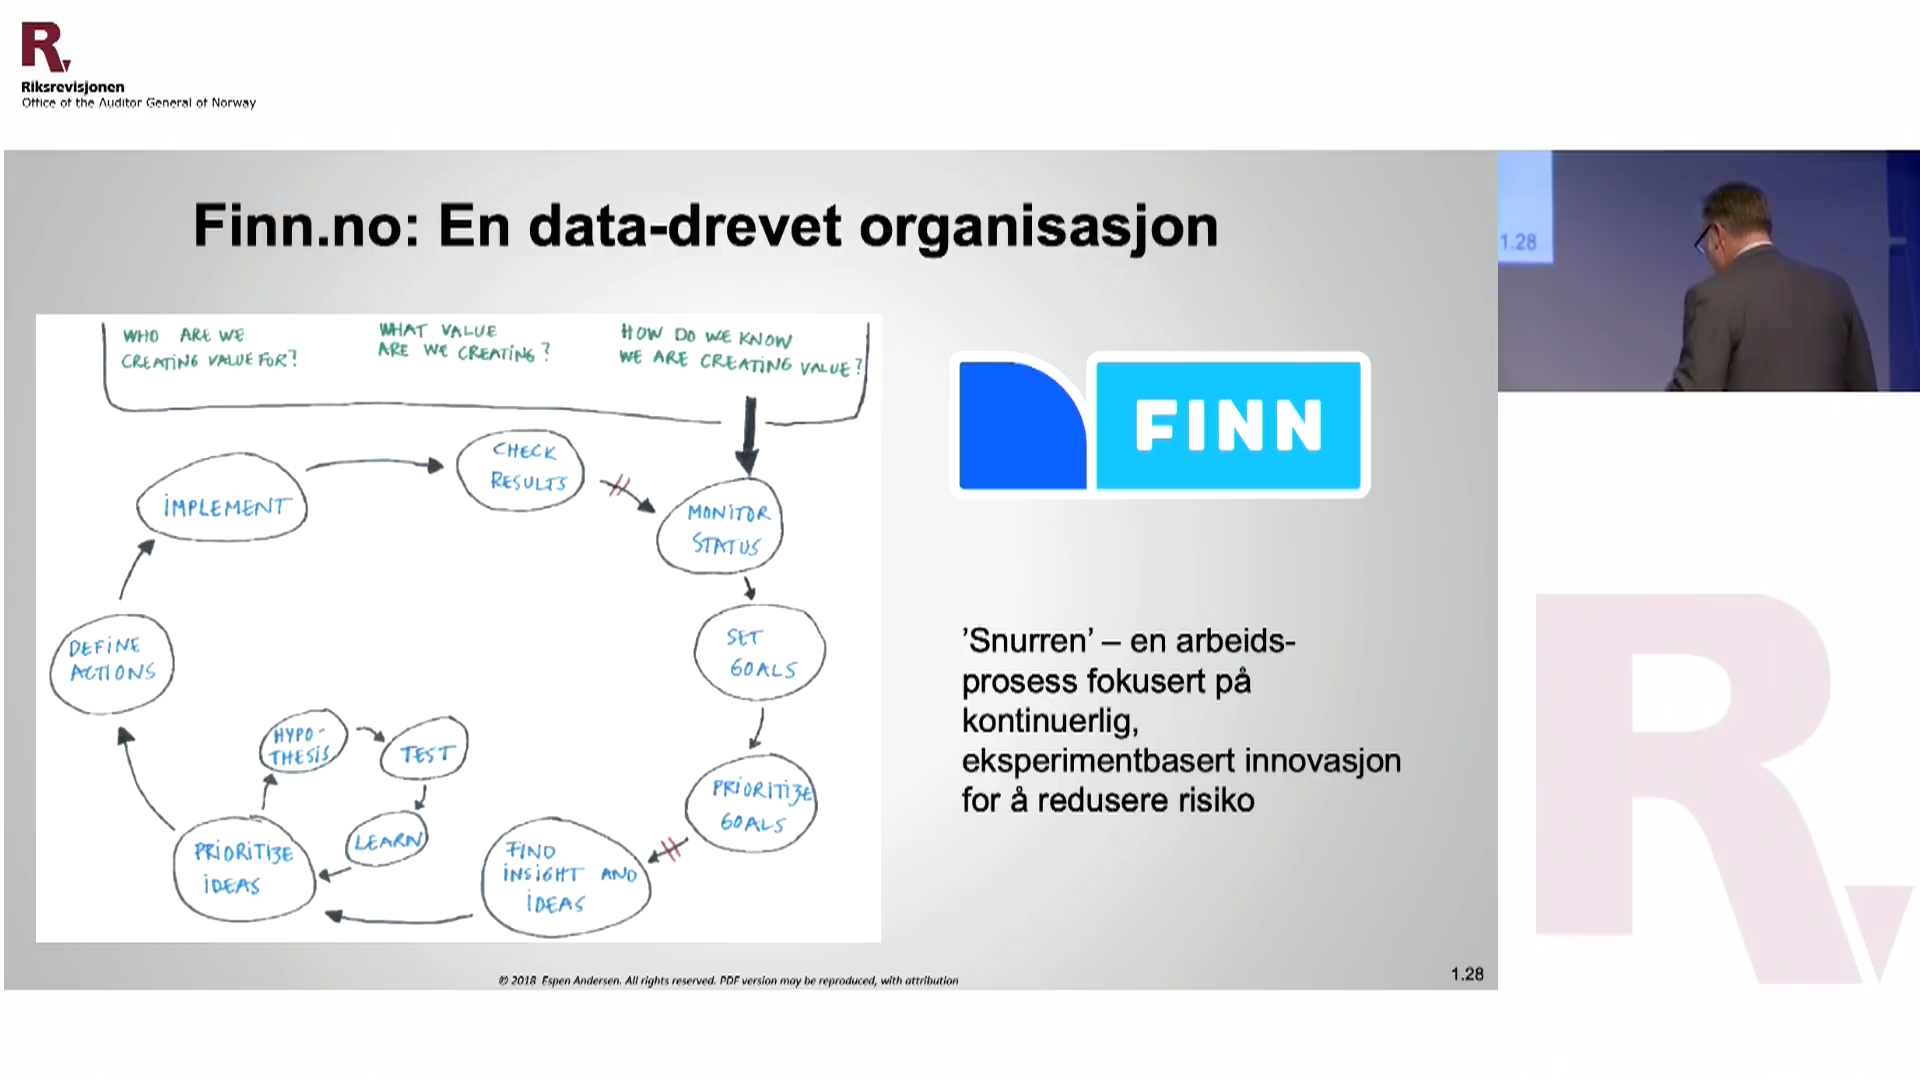 R
Riksrevisjonen
Office of the Auditor General of Norway
Finn.no: En data-drevet organisasjon
WHO ARE WE
CREATING VALUE FOR?
WHAT VALUE
ARE WE CREATING?
HOW DO WE KNOW
WE ARE CREATING VALUE?
CHECK
RESULTS
IMPLEMENT
MONITOR
STATUS
DEFINE
ACTIONS
SET
GOALS
HYPO-
THESIS
TEST
LEARN
PRIORITIZE
GOALS
PRIORITIZE
IDEAS
FIND
INSIGHT AND
IDEAS
FINN
’Snurren’ – en arbeids-
prosess fokusert på
kontinuerlig,
eksperimentbasert innovasjon
for å redusere risiko
© 2018 Espen Andersen. All rights reserved. PDF version may be reproduced, with attribution
1.28
1.28
R